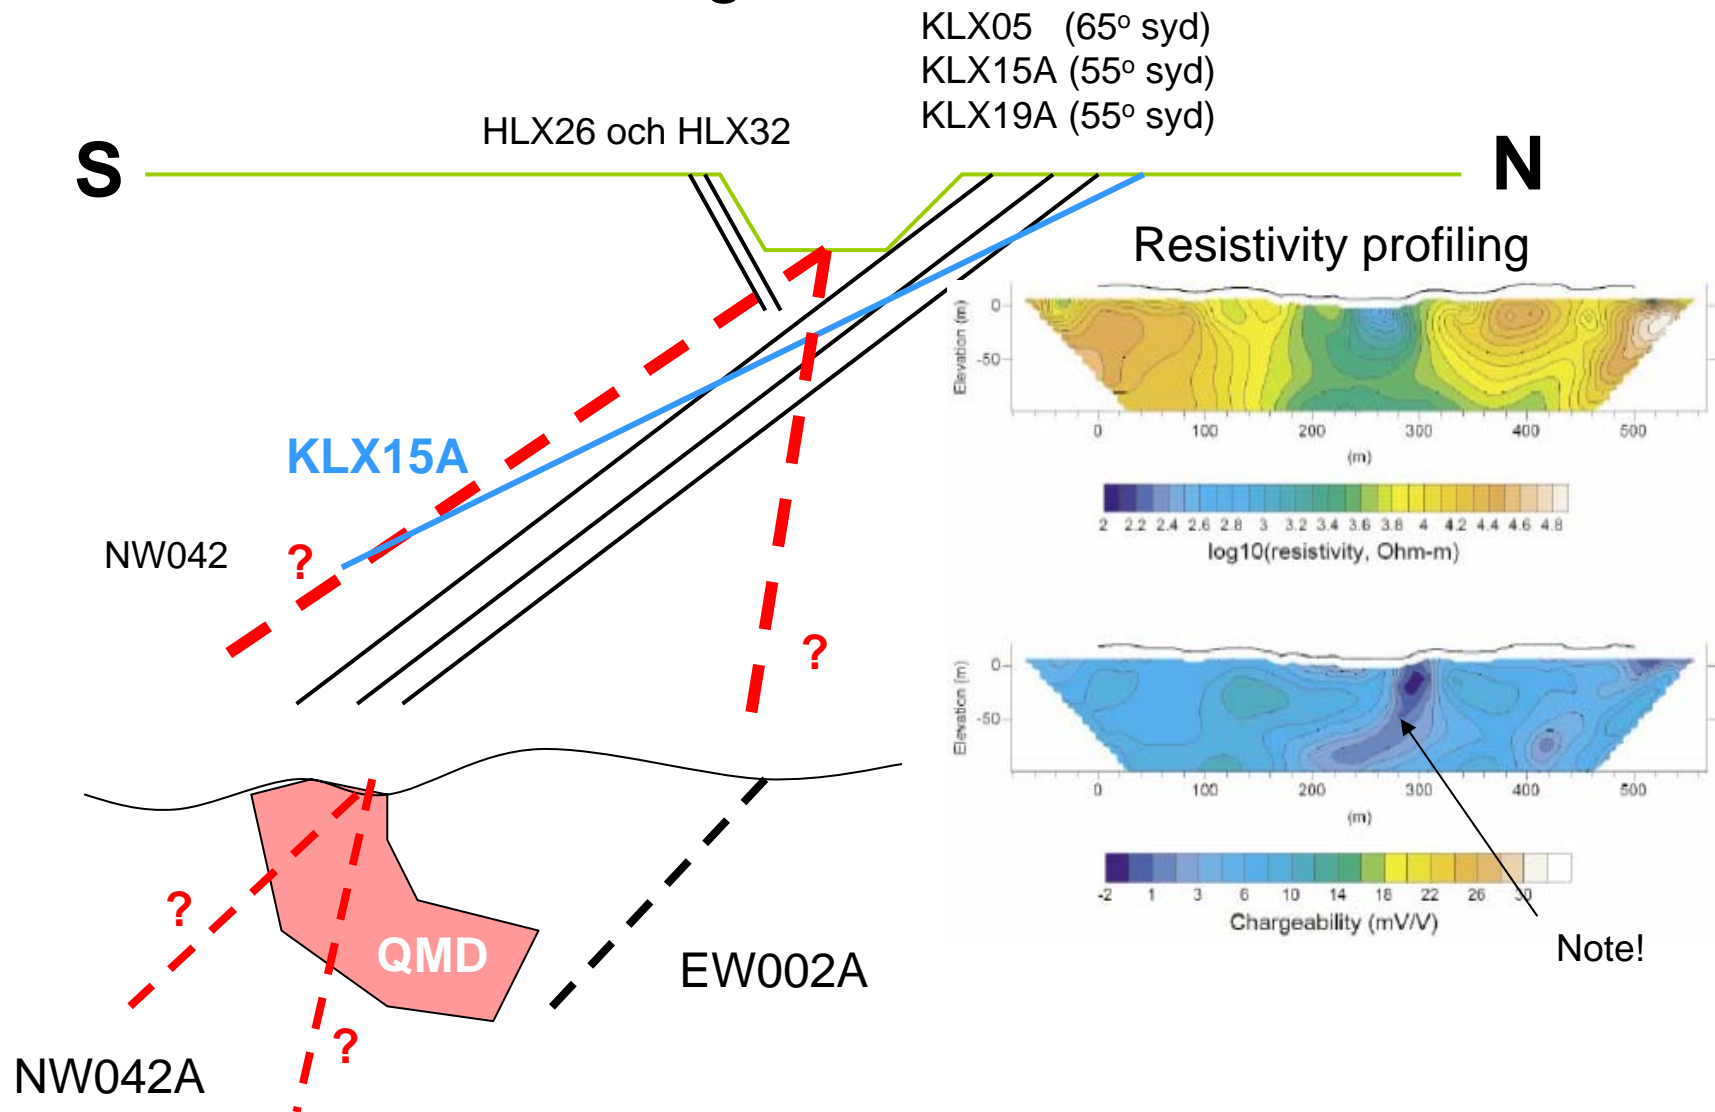 g
KLX05 (65o syd)
KLX15A (55o syd)
KLX19A (55o syd)
HLX26 och HLX32
S
N
Resistivity profiling
Elevation (m)
0
-50
0 100 200 300 400 500
(m)
2 2.2 2.4 2.6 2.8 3 3.2 3.4 3.6 3.8 4 4.2 4.4 4.6 4.8
log10(resistivity, Ohm-m)
KLX15A
NW042
?
?
Elevation (m)
0
-50
0 100 200 300 400 500
(m)
-2 1 3 6 10 14 18 22 26 30
Chargeability (mV/V)
Note!
?
QMD
EW002A
?
NW042A